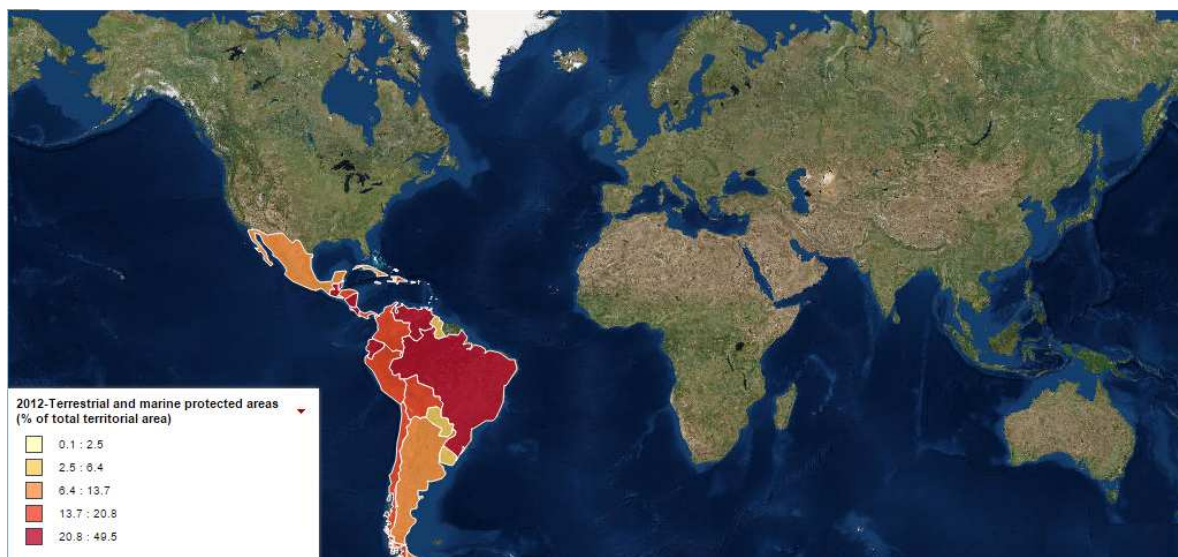 2012-Terrestrial and marine protected areas
(% of total territorial area)
0.1 : 2.5
2.5 : 6.4
6.4 : 13.7
13.7 : 20.8
20.8 : 49.5